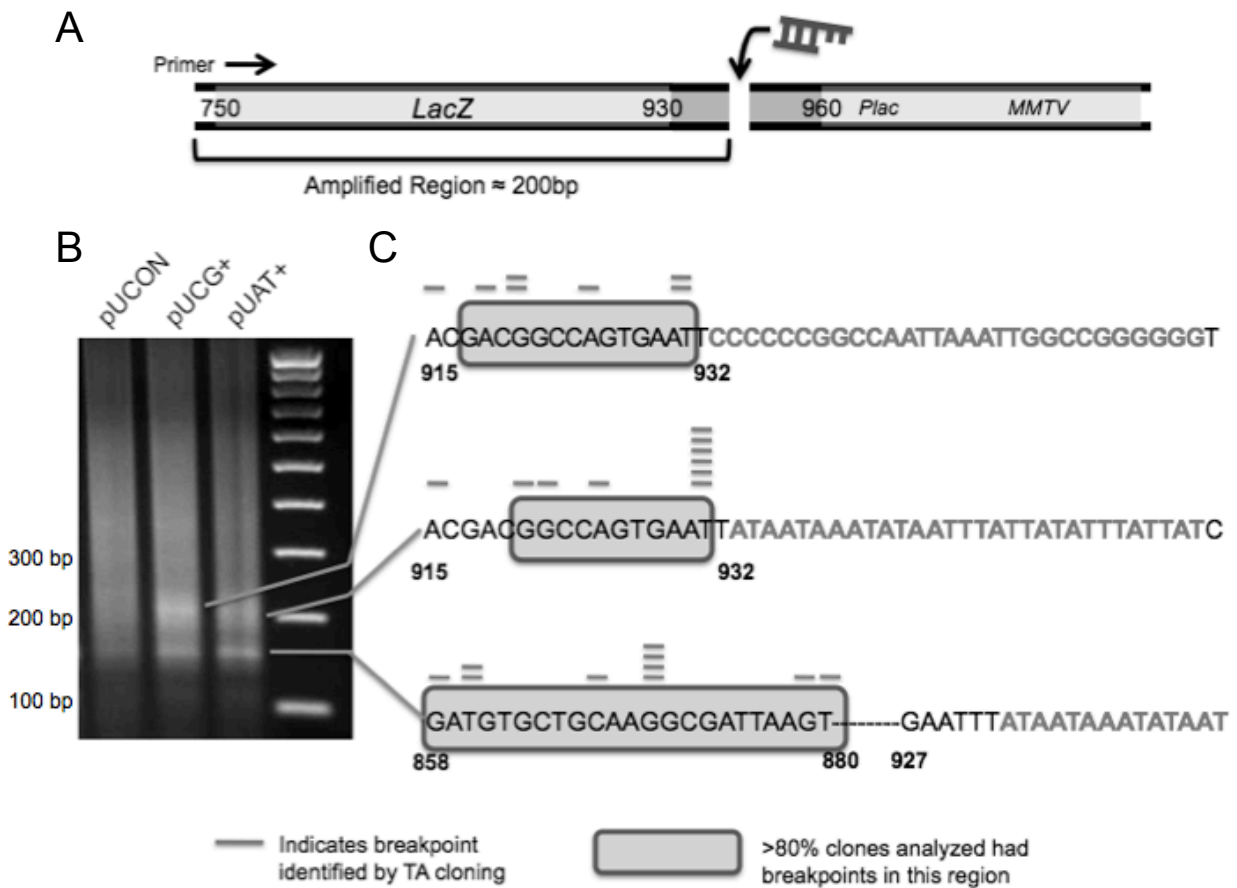 A
Primer
750 LacZ 930 960 Plac MMTV
Amplified Region ≈ 200bp
B
pUCON pUCG+ pUAT+
300 bp
200 bp
100 bp
C
ACGACGGCCAGTGAATTCCCCCCGGCCAATTAAATTGGCCGGGGGGT
915 932
ACGACGGCCAGTGAATTATAATAAATATAATTTATTATATTTATTATC
915 932
GATGTGCTGCAAGGCGATTAAGT--------GAATTTATAATAAATATAAT
858 880 927
Indicates breakpoint
identified by TA cloning
>80% clones analyzed had
breakpoints in this region